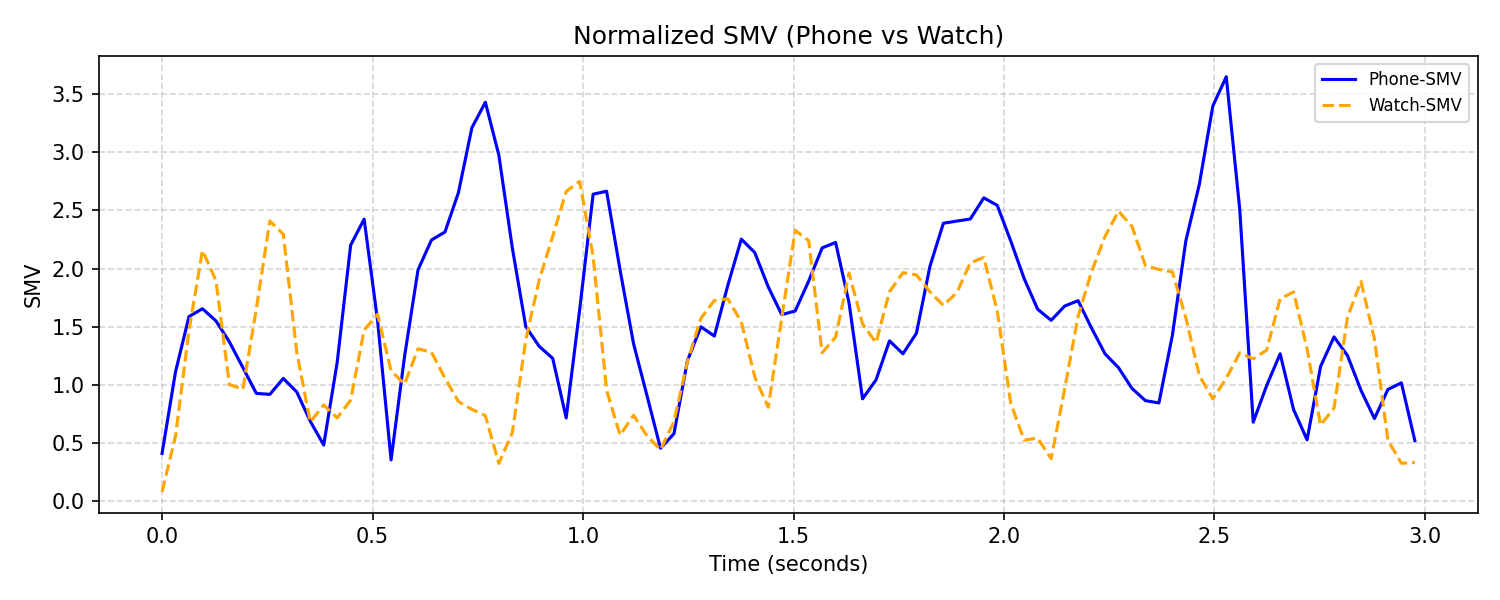 Normalized SMV (Phone vs Watch)
Phone-SMV
Watch-SMV
SMV
3.5
3.0
2.5
2.0
1.5
1.0
0.5
0.0
0.0 0.5 1.0 1.5 2.0 2.5 3.0
Time (seconds)